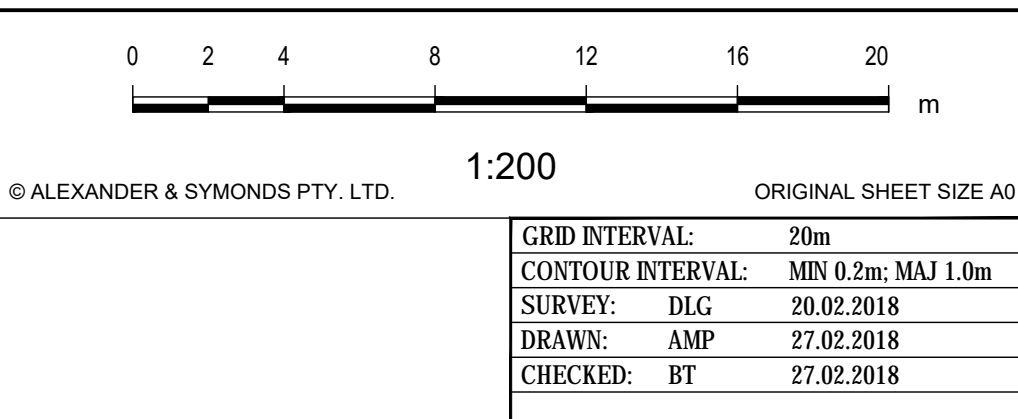 0 2 4 8 12 16 20
m
1:200
© ALEXANDER & SYMONDS PTY. LTD. ORIGINAL SHEET SIZE A0
GRID INTERVAL: 20m
CONTOUR INTERVAL: MIN 0.2m; MAJ 1.0m
SURVEY: DLG 20.02.2018
DRAWN: AMP 27.02.2018
CHECKED: BT 27.02.2018